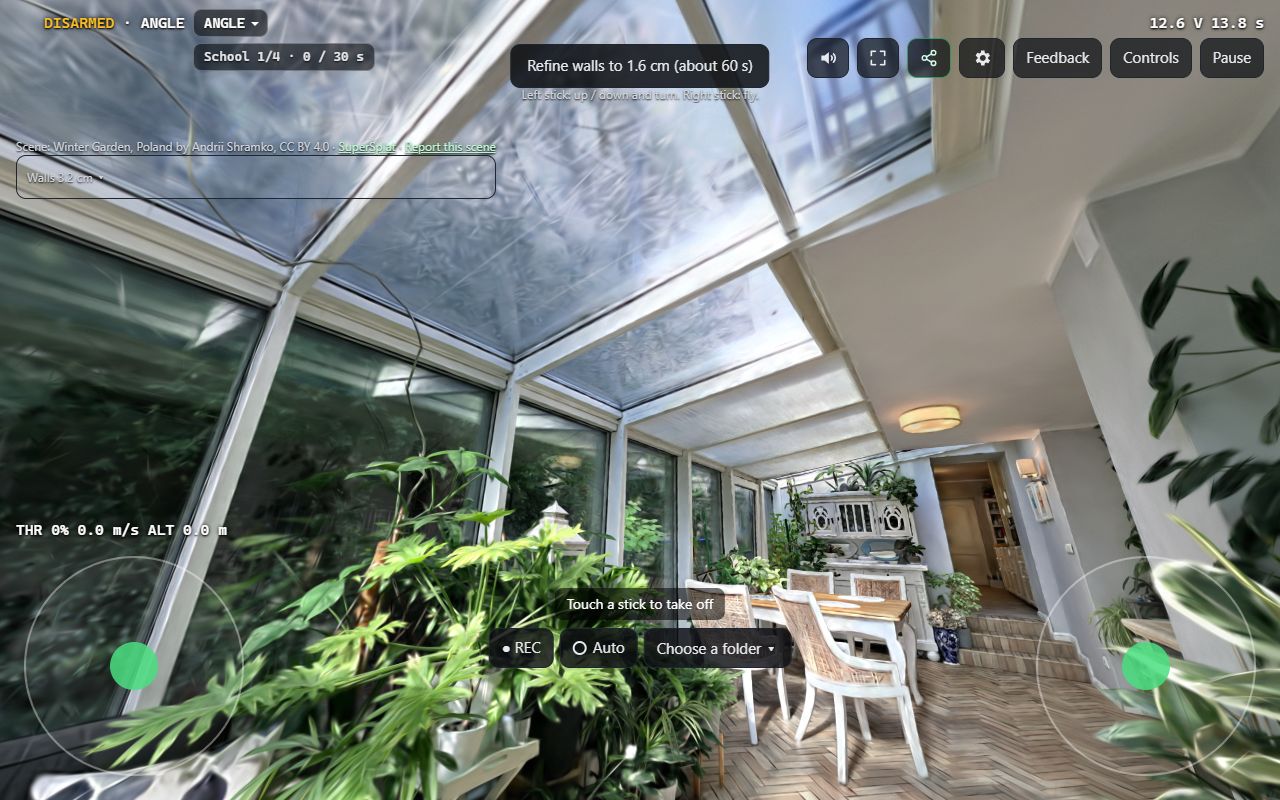 DISARMED · ANGLE ANGLE
12.6 V 13.8 s
School 1/4 · 0 / 30 s
Refine walls to 1.6 cm (about 60 s)
Feedback
Controls
Pause
Left stick: up / down and turn. Right stick: fly.
Scene: Winter Garden, Poland by Andrii Shramko, CC BY 4.0 · SuperSplat · Report this scene
Walls 3.2 cm
THR 0% 0.0 m/s ALT 0.0 m
Touch a stick to take off
REC
Auto
Choose a folder